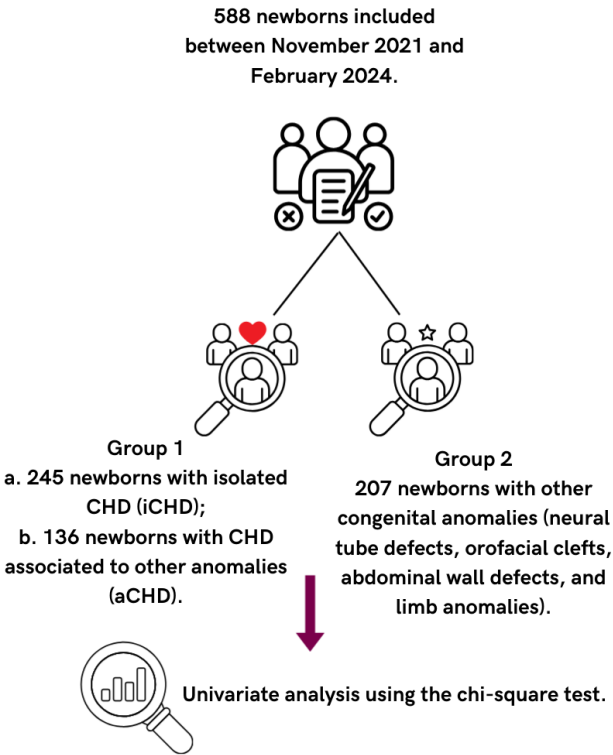 588 newborns included
between November 2021 and
February 2024.
Group 1
a. 245 newborns with isolated
CHD (iCHD);
b. 136 newborns with CHD
associated to other anomalies
(aCHD).
Group 2
207 newborns with other
congenital anomalies (neural
tube defects, orofacial clefts,
abdominal wall defects, and
limb anomalies).
Univariate analysis using the chi-square test.